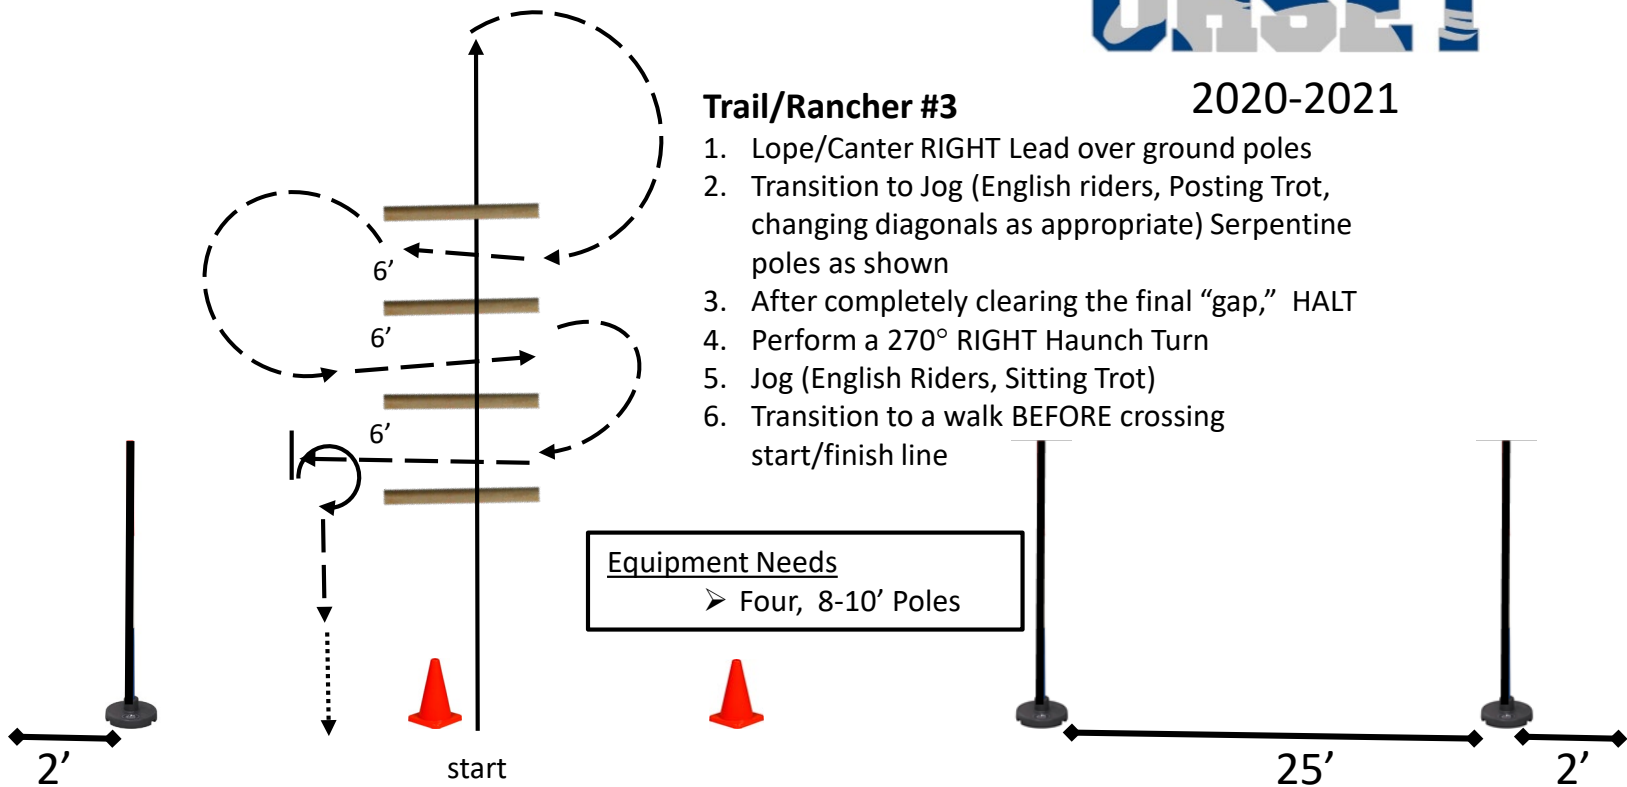 2020-2021
Trail/Rancher #3
1. Lope/Canter RIGHT Lead over ground poles
2. Transition to Jog (English riders, Posting Trot,
changing diagonals as appropriate) Serpentine
poles as shown
3. After completely clearing the final “gap,” HALT
4. Perform a 270° RIGHT Haunch Turn
5. Jog (English Riders, Sitting Trot)
6. Transition to a walk BEFORE crossing
start/finish line
6’
6’
6’
Equipment Needs
➢ Four, 8-10’ Poles
2’
start
25’
2’